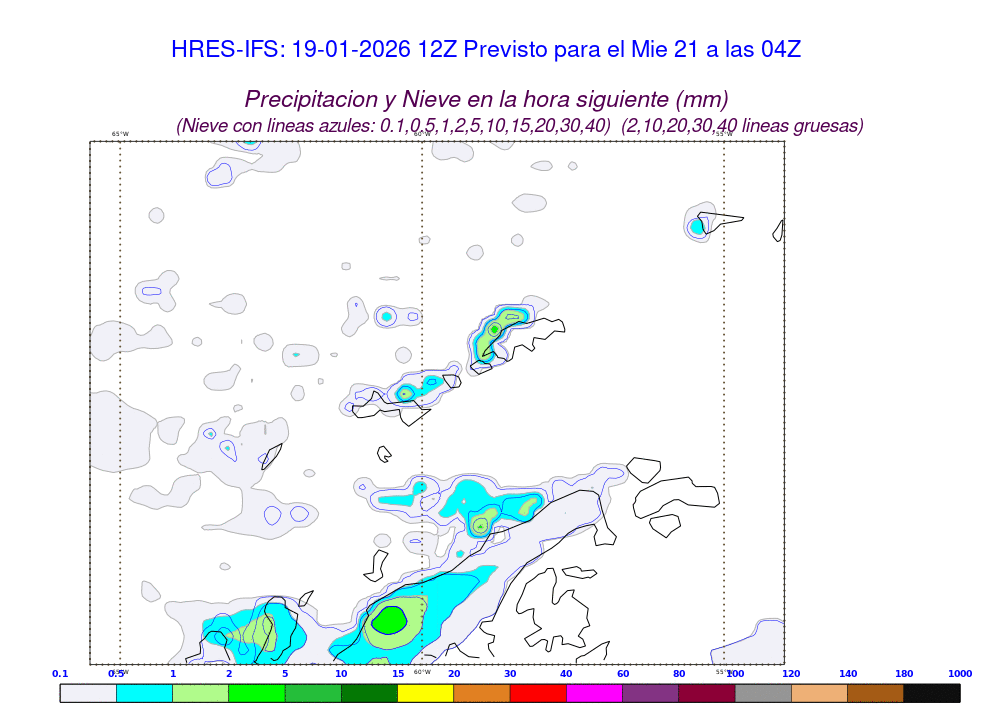 HRES-IFS: 19-01-2026 12Z Previsto para el Mie 21 a las 04Z
Precipitacion y Nieve en la hora siguiente (mm)
(Nieve con lineas azules: 0.1,0.5,1,2,5,10,15,20,30,40)  (2,10,20,30,40 lineas gruesas)
65°W 60°W 55°W
65°W 60°W 55°W
0.1 0.5 1 2 5 10 15 20 30 40 60 80 100 120 140 180 1000